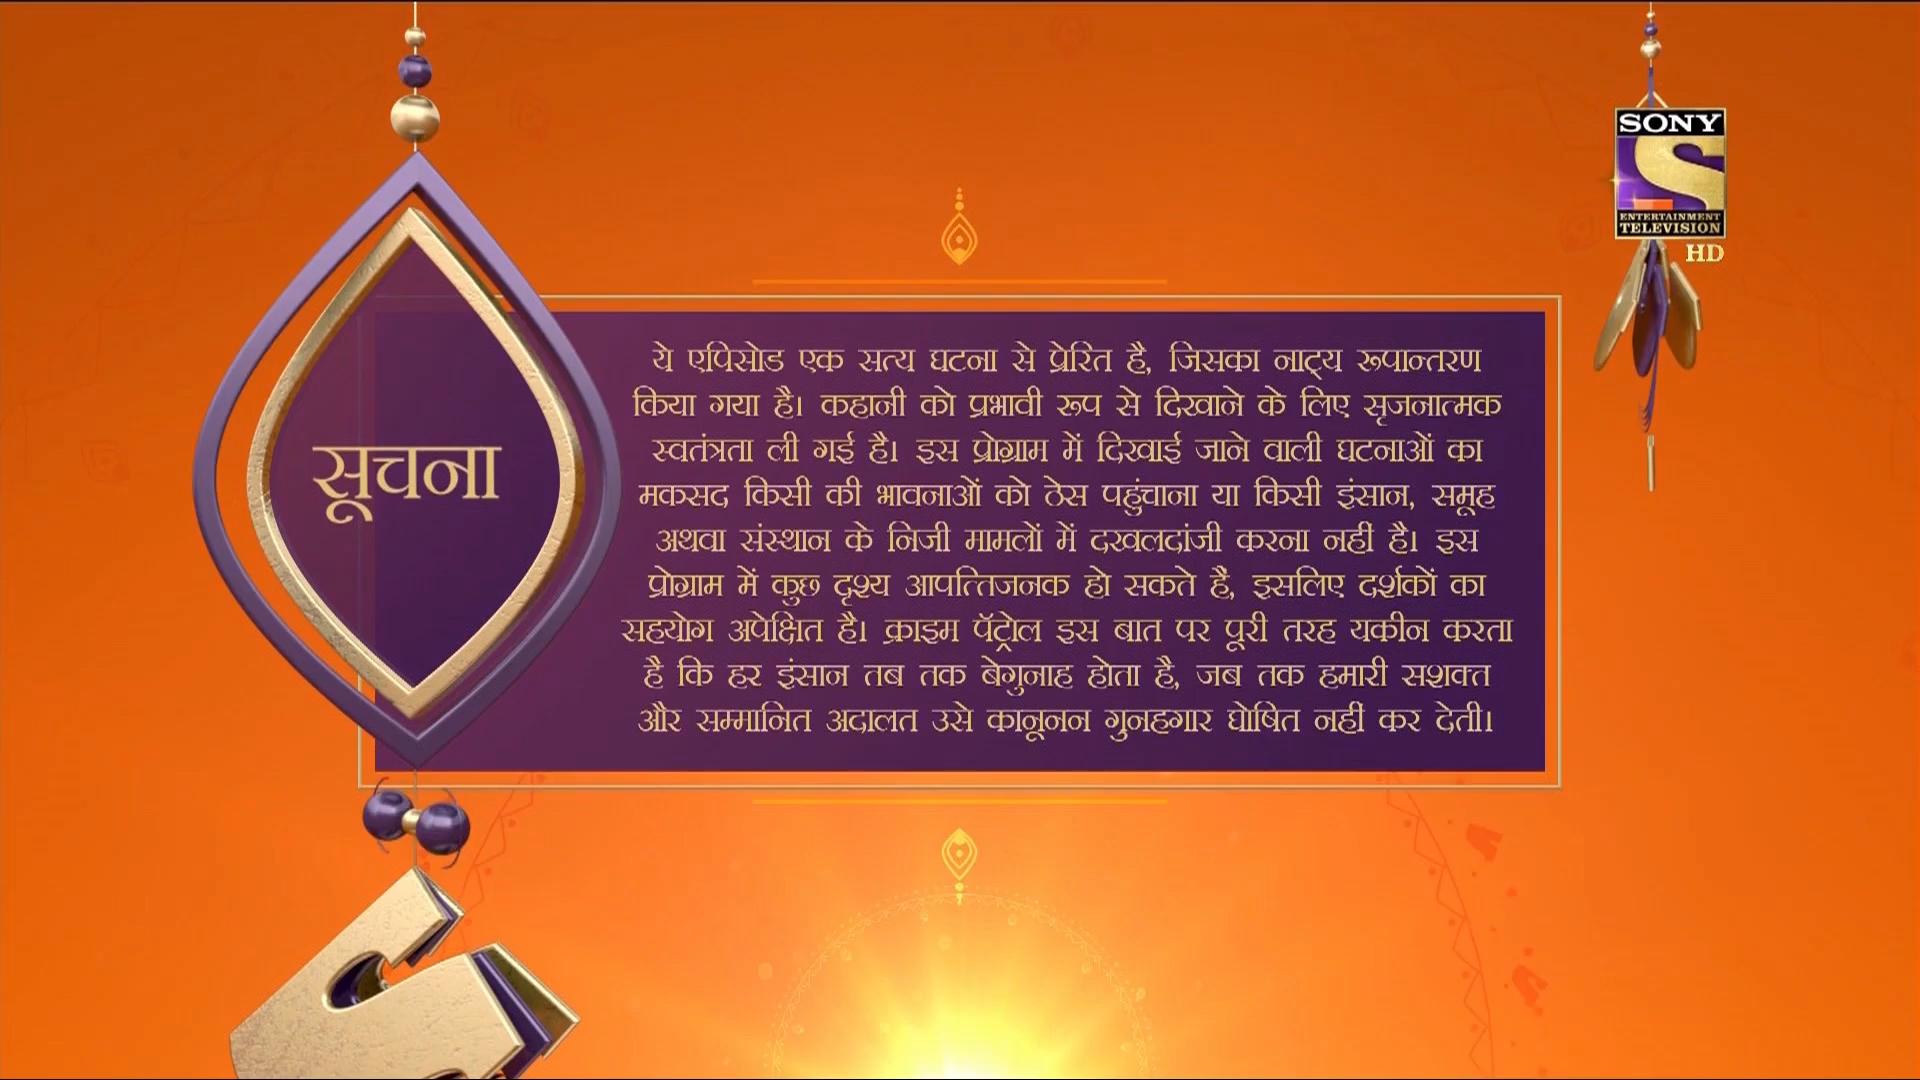 SONY
ENTERTAINMENT
TELEVISION
HD
सूचना
ये एपिसोड एक सत्य घटना से प्रेरित है, जिसका नाट्य रूपान्तरण
किया गया है। कहानी को प्रभावी रूप से दिखाने के लिए सृजनात्मक
स्वतंत्रता ली गई है। इस प्रोग्राम में दिखाई जाने वाली घटनाओं का
मकसद किसी की भावनाओं को ठेस पहुंचाना या किसी इंसान, समूह
अथवा संस्थान के निजी मामलों में दखलदांजी करना नहीं है। इस
प्रोग्राम में कुछ दृश्य आपत्तिजनक हो सकते हैं, इसलिए दर्शकों का
सहयोग अपेक्षित है। क्राइम पॅट्रोल इस बात पर पूरी तरह यकीन करता
है कि हर इंसान तब तक बेगुनाह होता है, जब तक हमारी सशक्त
और सम्मानित अदालत उसे कानूनन गुनहगार घोषित नहीं कर देती।